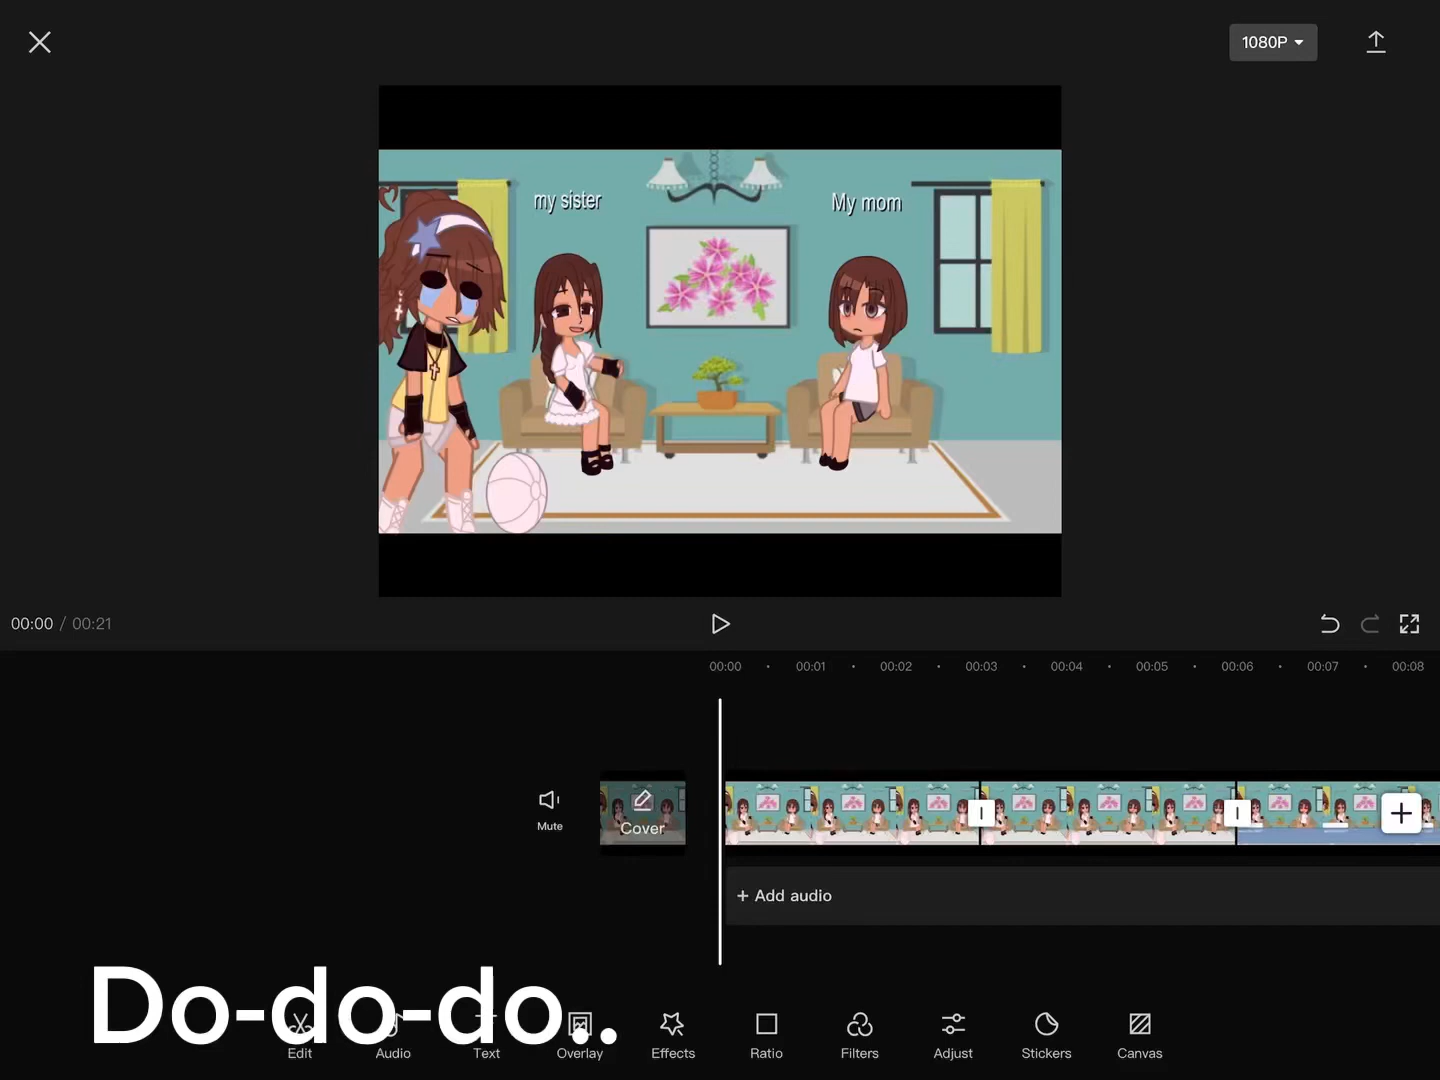 1080P
my sister
My mom
00:00 / 00:21
00:00 00:01 00:02 00:03 00:04 00:05 00:06 00:07 00:08
Mute
Cover
+ Add audio
Do-do-do..
Edit Audio Text Overlay Effects Ratio Filters Adjust Stickers Canvas